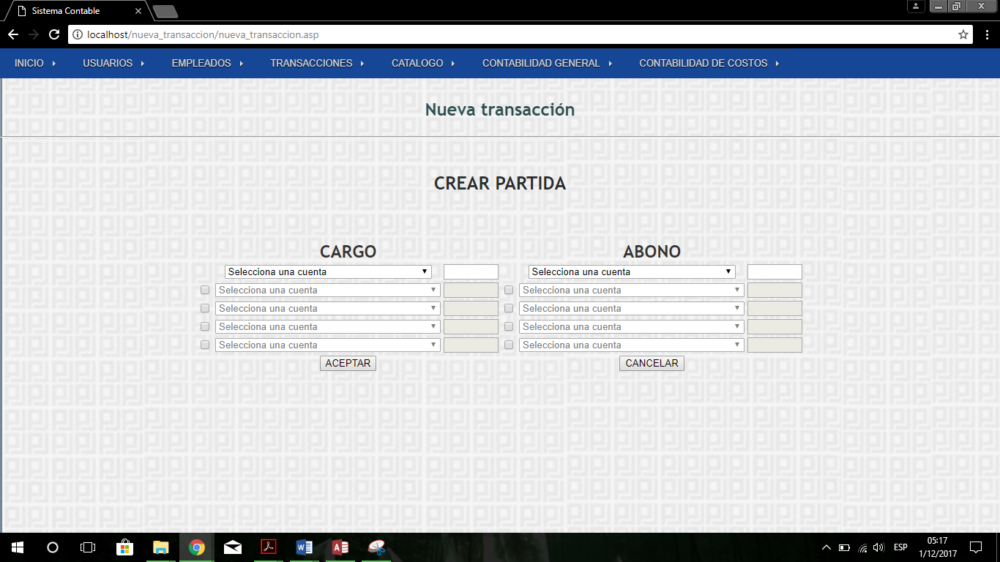 Sistema Contable
localhost/nueva_transaccion/nueva_transaccion.asp
INICIO USUARIOS EMPLEADOS TRANSACCIONES CATALOGO CONTABILIDAD GENERAL CONTABILIDAD DE COSTOS
Nueva transacción
CREAR PARTIDA
CARGO ABONO
Selecciona una cuenta Selecciona una cuenta
Selecciona una cuenta Selecciona una cuenta
Selecciona una cuenta Selecciona una cuenta
Selecciona una cuenta Selecciona una cuenta
Selecciona una cuenta Selecciona una cuenta
ACEPTAR CANCELAR
ESP 05:17
1/12/2017